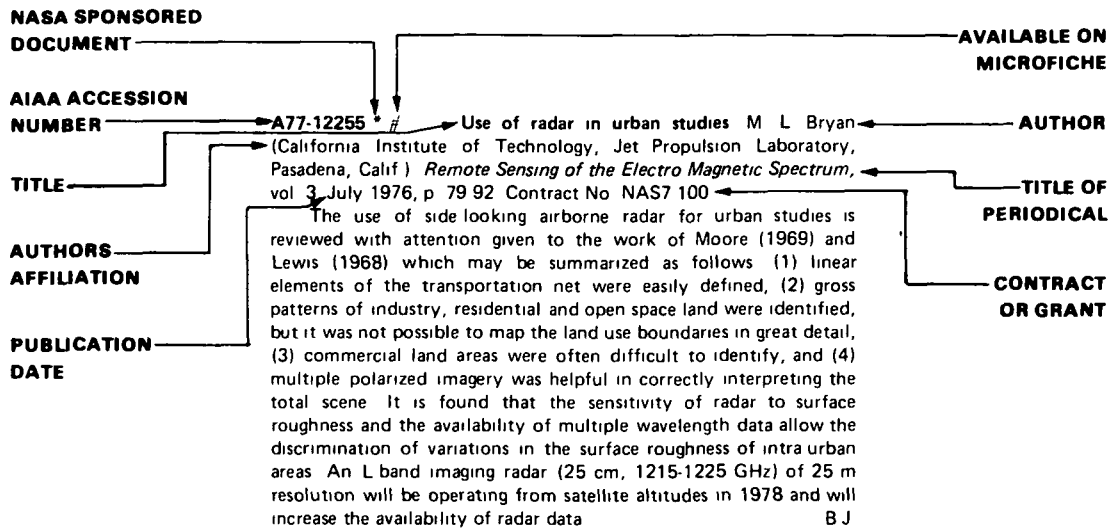 NASA SPONSORED
DOCUMENT
AVAILABLE ON
MICROFICHE
AIAA ACCESSION
NUMBER
A77-12255 * # Use of radar in urban studies M L Bryan
AUTHOR
(California Institute of Technology, Jet Propulsion Laboratory,
Pasadena, Calif ) Remote Sensing of the Electro Magnetic Spectrum,
TITLE
vol 3 July 1976, p 79 92 Contract No NAS7 100
TITLE OF
PERIODICAL
The use of side looking airborne radar for urban studies is
reviewed with attention given to the work of Moore (1969) and
AUTHORS
AFFILIATION
Lewis (1968) which may be summarized as follows (1) linear
elements of the transportation net were easily defined, (2) gross
CONTRACT
OR GRANT
patterns of industry, residential and open space land were identified,
but it was not possible to map the land use boundaries in great detail,
PUBLICATION
DATE
(3) commercial land areas were often difficult to identify, and (4)
multiple polarized imagery was helpful in correctly interpreting the
total scene It is found that the sensitivity of radar to surface
roughness and the availability of multiple wavelength data allow the
discrimination of variations in the surface roughness of intra urban
areas An L band imaging radar (25 cm, 1215-1225 GHz) of 25 m
resolution will be operating from satellite altitudes in 1978 and will
increase the availability of radar data B J